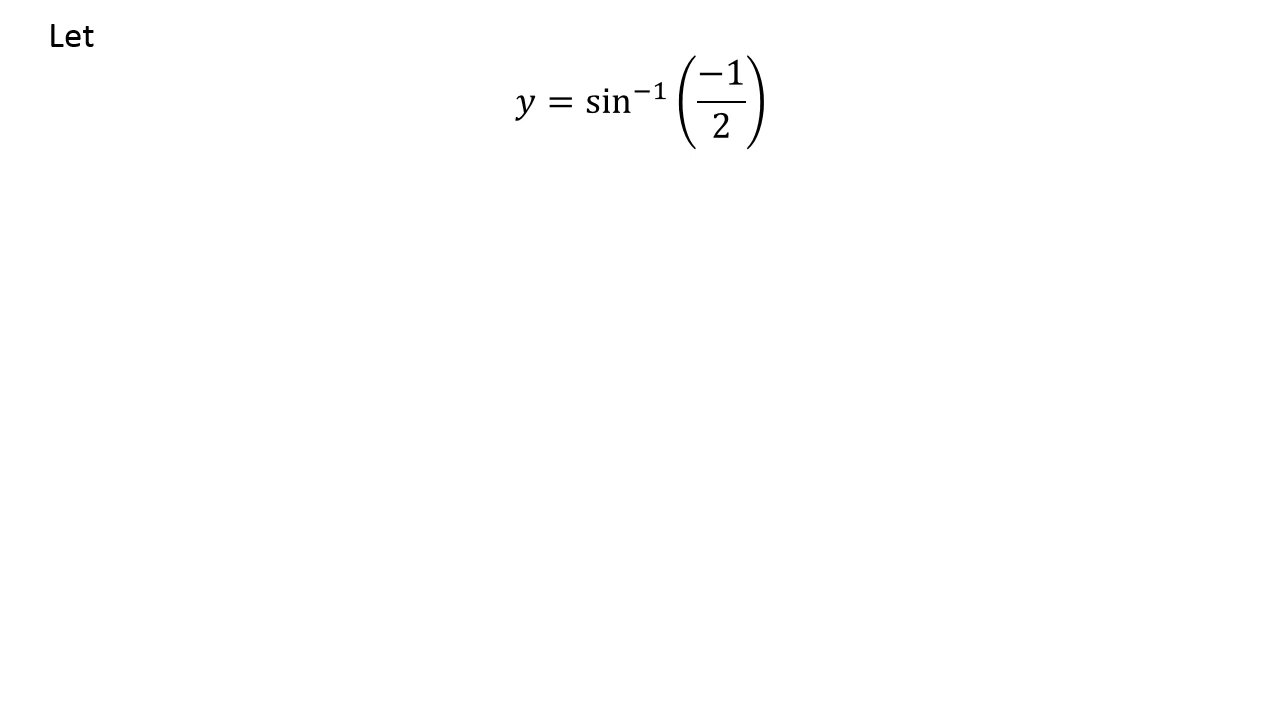 Let
𝑦 = sin⁻¹ (−1/2)